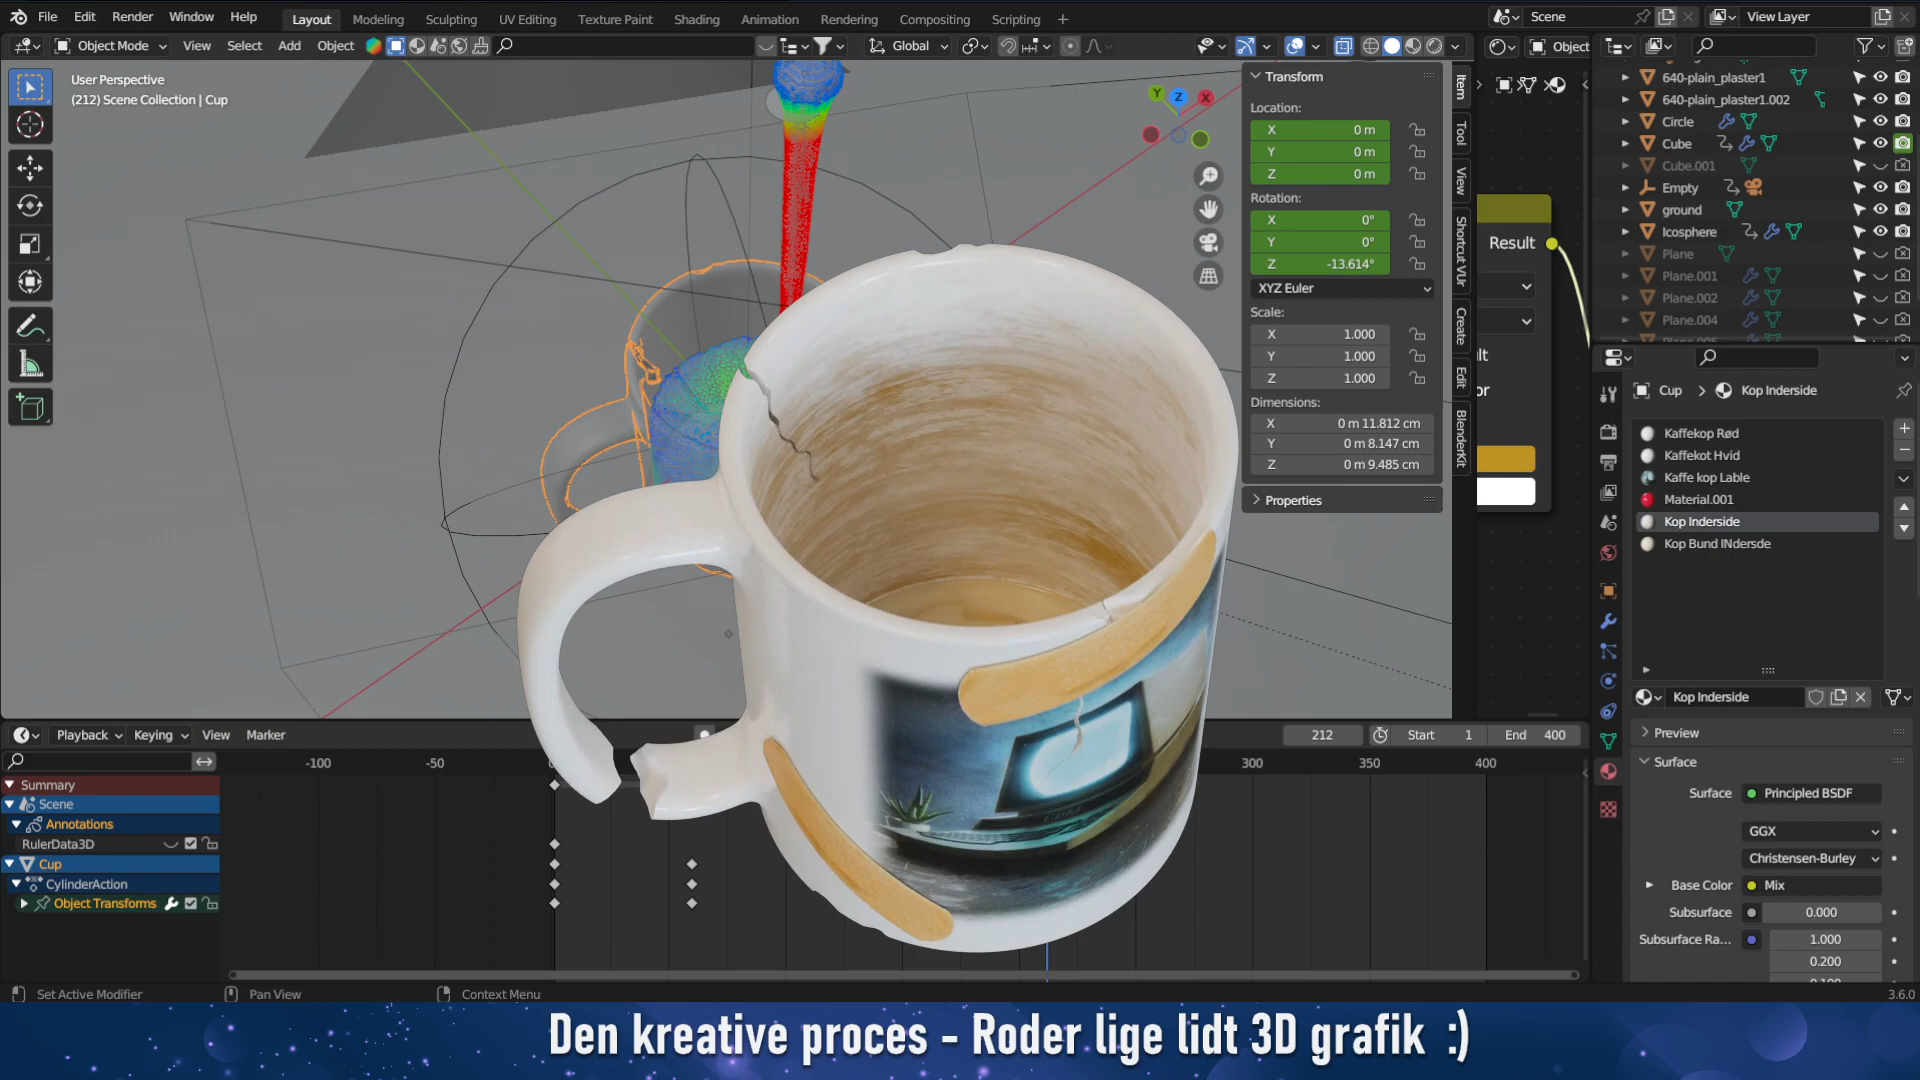 File Edit Render Window Help Layout Modeling Sculpting UV Editing Texture Paint Shading Animation Rendering Compositing Scripting + Scene View Layer
Object Mode View Select Add Object Global Object
User Perspective
(212) Scene Collection | Cup
Y Z X
Transform
Location:
X 0 m
Y 0 m
Z 0 m
Rotation:
X 0°
Y 0°
Z -13.614°
XYZ Euler
Scale:
X 1.000
Y 1.000
Z 1.000
Dimensions:
X 0 m 11.812 cm
Y 0 m 8.147 cm
Z 0 m 9.485 cm
Properties
Item
Tool
View
Shortcut VUr
Create
Edit
BlenderKit
Result
640-plain_plaster1
640-plain_plaster1.002
Circle
Cube
Cube.001
Empty
ground
Icosphere
Plane
Plane.001
Plane.002
Plane.004
Cup > Kop Inderside
Kaffekop Rød
Kaffekot Hvid
Kaffe kop Lable
Material.001
Kop Inderside
Kop Bund INdersde
Kop Inderside
Preview
Surface
Surface Principled BSDF
GGX
Christensen-Burley
Base Color Mix
Subsurface 0.000
Subsurface Ra... 1.000
0.200
Playback Keying View Marker 212 Start 1 End 400
-100 -50 300 350 400
Summary
Scene
Annotations
RulerData3D
Cup
CylinderAction
Object Transforms
Set Active Modifier Pan View Context Menu 3.6.0
Den kreative proces - Roder lige lidt 3D grafik :)